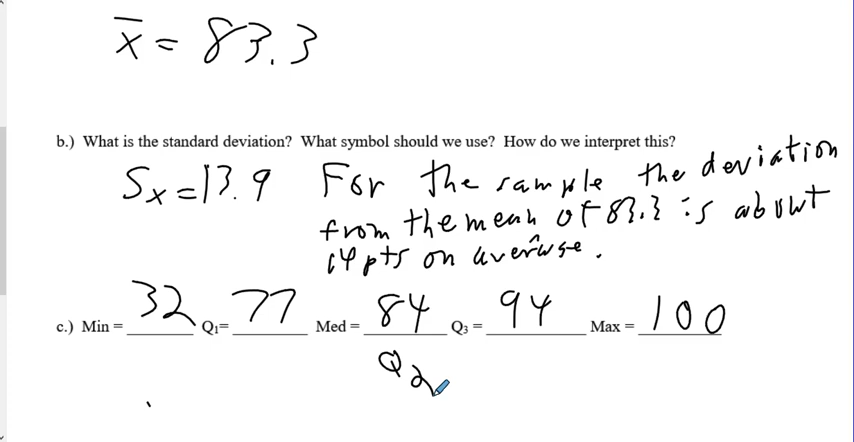 x̄ = 83.3
b.) What is the standard deviation? What symbol should we use? How do we interpret this?
Sx = 13.9 For the sample the deviation
from the mean of 83.3 is about
14 pts on average.
c.) Min = 32 Q1= 77 Med = 84 Q3 = 94 Max = 100
Q2